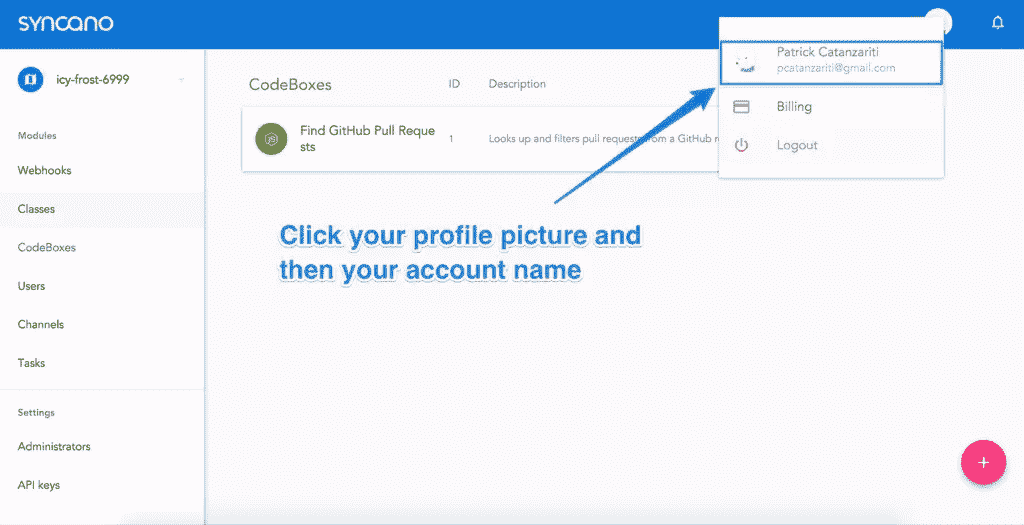 syncano
icy-frost-6999
Modules
Webhooks
Classes
CodeBoxes
Users
Channels
Tasks
Settings
Administrators
API keys
CodeBoxes ID Description
Find GitHub Pull Reque
sts
1
Looks up and filters pull requests from a GitHub
Click your profile picture and
then your account name
Patrick Catanzariti
pcatanzariti@gmail.com
Billing
Logout